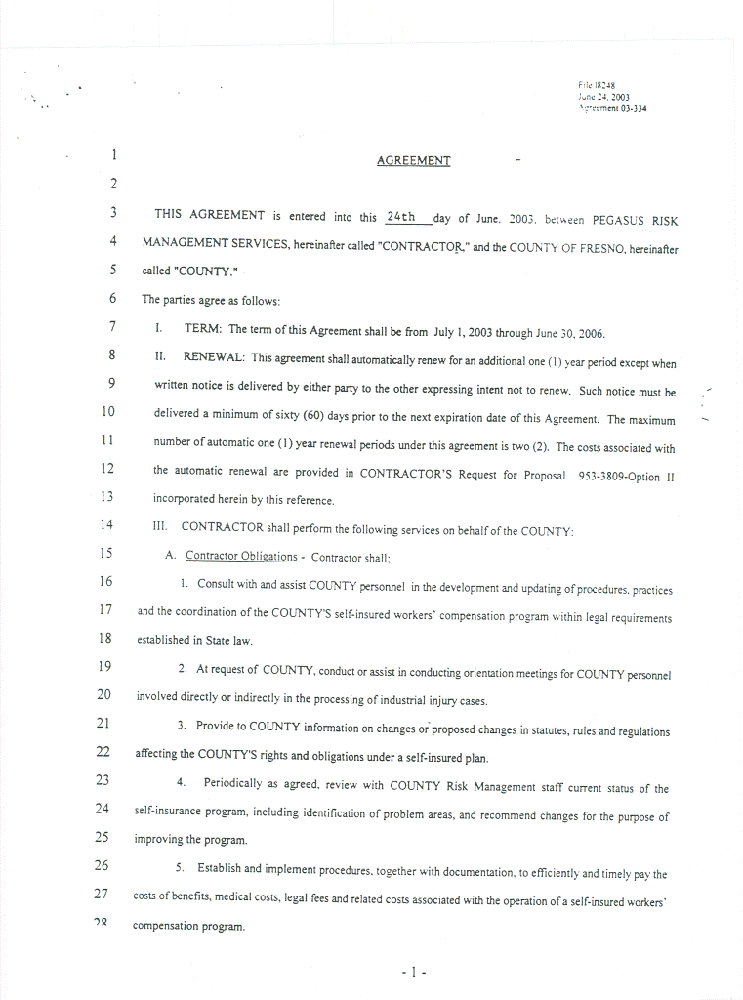 File 18248
June 24, 2003
Agreement 03-334
1 AGREEMENT -
2
3 THIS AGREEMENT is entered into this 24th day of June, 2003, between PEGASUS RISK
4 MANAGEMENT SERVICES, hereinafter called "CONTRACTOR," and the COUNTY OF FRESNO, hereinafter
5 called "COUNTY."
6 The parties agree as follows:
7 I. TERM: The term of this Agreement shall be from July 1, 2003 through June 30, 2006.
8 II. RENEWAL: This agreement shall automatically renew for an additional one (1) year period except when
9 written notice is delivered by either party to the other expressing intent not to renew. Such notice must be
10 delivered a minimum of sixty (60) days prior to the next expiration date of this Agreement. The maximum
11 number of automatic one (1) year renewal periods under this agreement is two (2). The costs associated with
12 the automatic renewal are provided in CONTRACTOR'S Request for Proposal 953-3809-Option II
13 incorporated herein by this reference.
14 III. CONTRACTOR shall perform the following services on behalf of the COUNTY:
15 A. Contractor Obligations - Contractor shall;
16 1. Consult with and assist COUNTY personnel in the development and updating of procedures, practices
17 and the coordination of the COUNTY'S self-insured workers' compensation program within legal requirements
18 established in State law.
19 2. At request of COUNTY, conduct or assist in conducting orientation meetings for COUNTY personnel
20 involved directly or indirectly in the processing of industrial injury cases.
21 3. Provide to COUNTY information on changes or proposed changes in statutes, rules and regulations
22 affecting the COUNTY'S rights and obligations under a self-insured plan.
23 4. Periodically as agreed, review with COUNTY Risk Management staff current status of the
24 self-insurance program, including identification of problem areas, and recommend changes for the purpose of
25 improving the program.
26 5. Establish and implement procedures, together with documentation, to efficiently and timely pay the
27 costs of benefits, medical costs, legal fees and related costs associated with the operation of a self-insured workers'
28 compensation program.
- 1 -